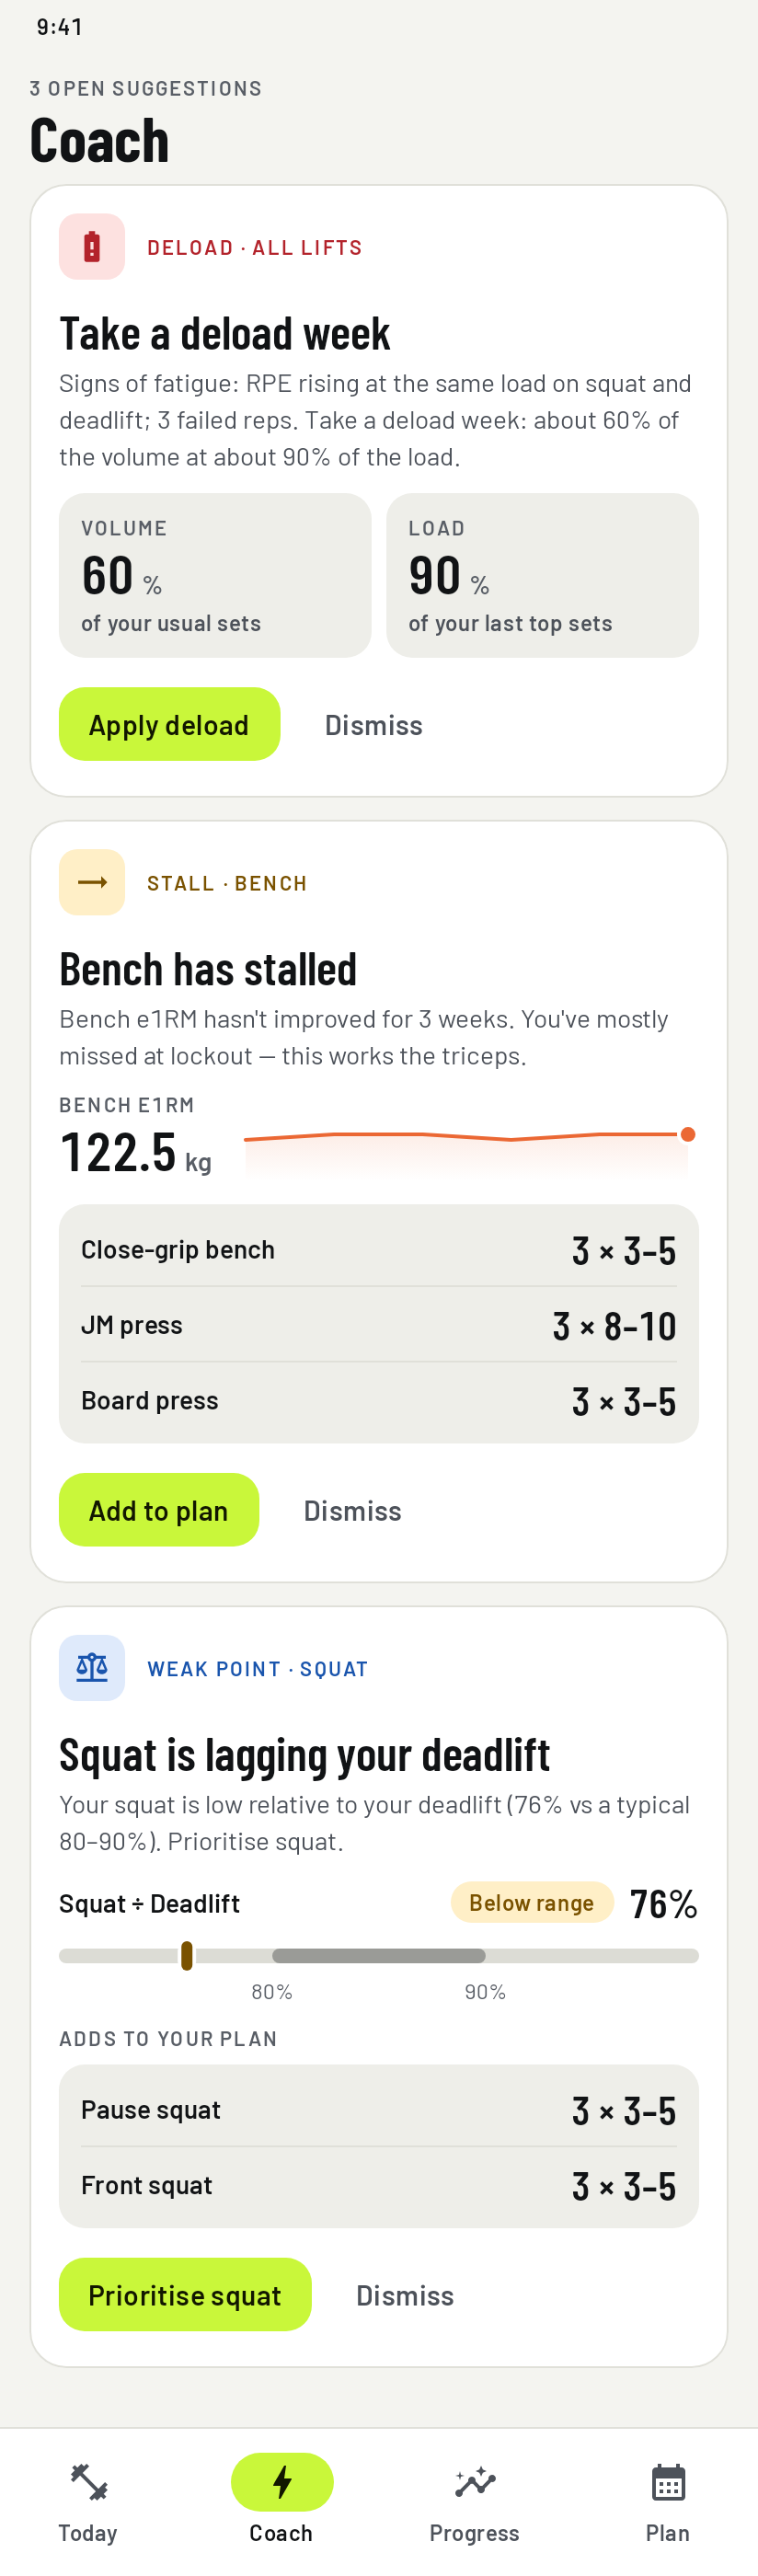 9:41
3 OPEN SUGGESTIONS
Coach
DELOAD · ALL LIFTS
Take a deload week
Signs of fatigue: RPE rising at the same load on squat and
deadlift; 3 failed reps. Take a deload week: about 60% of
the volume at about 90% of the load.
VOLUME
60 %
of your usual sets
LOAD
90 %
of your last top sets
Apply deload
Dismiss
STALL · BENCH
Bench has stalled
Bench e1RM hasn't improved for 3 weeks. You've mostly
missed at lockout — this works the triceps.
BENCH E1RM
122.5 kg
Close-grip bench 3 × 3–5
JM press 3 × 8–10
Board press 3 × 3–5
Add to plan
Dismiss
WEAK POINT · SQUAT
Squat is lagging your deadlift
Your squat is low relative to your deadlift (76% vs a typical
80–90%). Prioritise squat.
Squat ÷ Deadlift Below range 76%
80% 90%
ADDS TO YOUR PLAN
Pause squat 3 × 3–5
Front squat 3 × 3–5
Prioritise squat
Dismiss
Today
Coach
Progress
Plan